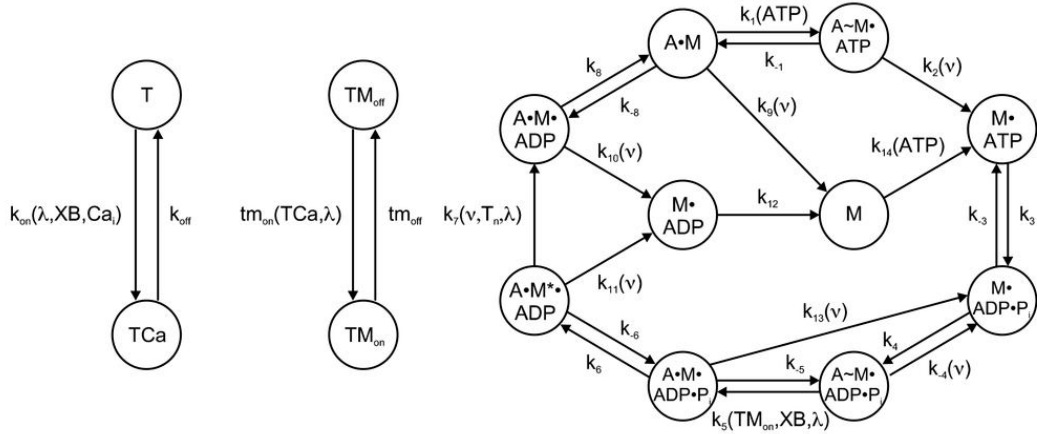 T
k_on(λ,XB,Ca_i)
k_off
TCa
TM_off
tm_on(TCa,λ)
tm_off
TM_on
A•M
k_1(ATP)
k_-1
A~M•
ATP
k_2(ν)
k_8
k_-8
k_9(ν)
A•M•
ADP
k_10(ν)
k_14(ATP)
M•
ATP
k_7(ν,T_n,λ)
M•
ADP
k_12
M
k_-3
k_3
A•M*•
ADP
k_11(ν)
k_13(ν)
M•
ADP•P_i
k_-6
k_6
k_4
k_-4(ν)
A•M•
ADP•P_i
k_-5
k_5(TM_on,XB,λ)
A~M•
ADP•P_i